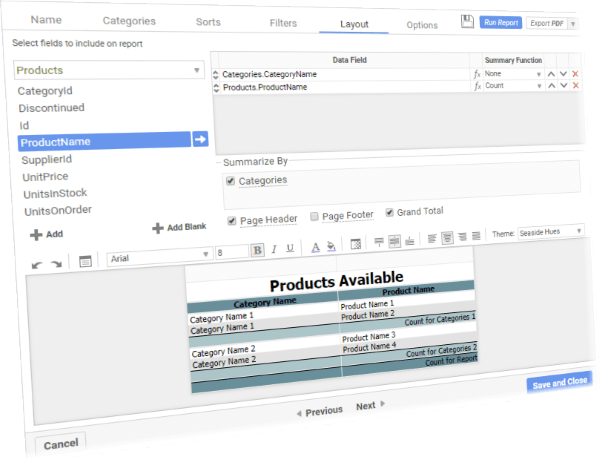 Name Categories Sorts Filters Layout Options Run Report Export PDF
Select fields to include on report
Products
CategoryId
Discontinued
Id
ProductName
SupplierId
UnitPrice
UnitsInStock
UnitsOnOrder
Add Add Blank
Data Field Summary Function
Categories.CategoryName fx None
Products.ProductName fx Count
Summarize By
Categories
Page Header Page Footer Grand Total
Arial 8 B I U A Theme: Seaside Hues
Products Available
Category Name Product Name
Category Name 1 Product Name 1
Category Name 1 Product Name 2
Count for Categories 1
Category Name 2 Product Name 3
Category Name 2 Product Name 4
Count for Categories 2
Count for Report
Previous Next
Save and Close
Cancel